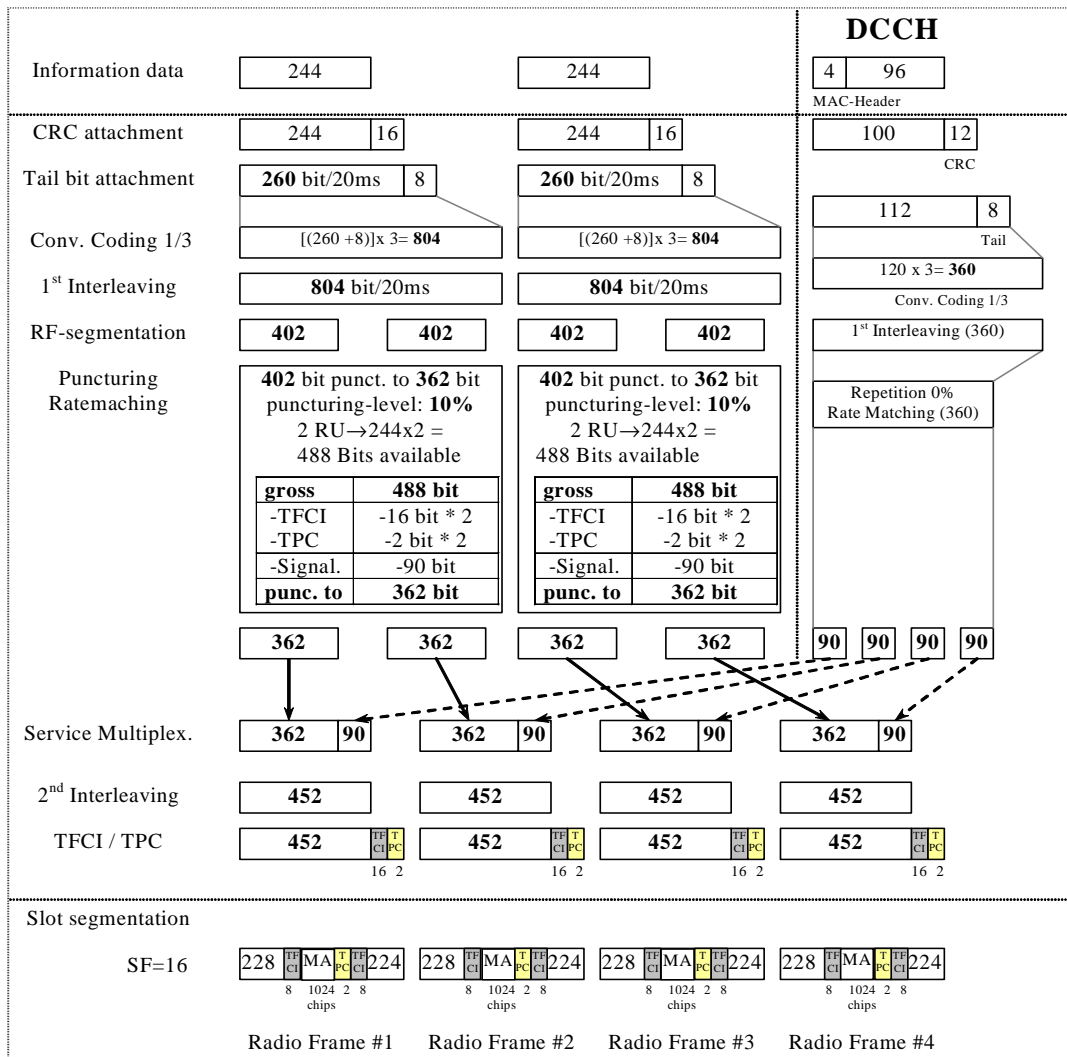 DCCH
Information data 244 244 4 96
MAC-Header
CRC attachment 244 16 244 16 100 12
CRC
Tail bit attachment 260 bit/20ms 8 260 bit/20ms 8
112 8
Tail
Conv. Coding 1/3 [(260 +8)]x 3= 804 [(260 +8)]x 3= 804
120 x 3= 360
Conv. Coding 1/3
1st Interleaving 804 bit/20ms 804 bit/20ms
RF-segmentation 402 402 402 402 1st Interleaving (360)
Puncturing
Ratemaching
402 bit punct. to 362 bit
puncturing-level: 10%
2 RU→244x2 =
488 Bits available
gross 488 bit
-TFCI -16 bit * 2
-TPC -2 bit * 2
-Signal. -90 bit
punc. to 362 bit
402 bit punct. to 362 bit
puncturing-level: 10%
2 RU→244x2 =
488 Bits available
gross 488 bit
-TFCI -16 bit * 2
-TPC -2 bit * 2
-Signal. -90 bit
punc. to 362 bit
Repetition 0%
Rate Matching (360)
362 362 362 362 90 90 90 90
Service Multiplex. 362 90 362 90 362 90 362 90
2nd Interleaving 452 452 452 452
TFCI / TPC 452 TF CI T PC 452 TF CI T PC 452 TF CI T PC 452 TF CI T PC
16 2 16 2 16 2 16 2
Slot segmentation
SF=16 228 TF CI MA T PC TF CI 224 228 TF CI MA T PC TF CI 224 228 TF CI MA T PC TF CI 224 228 TF CI MA T PC TF CI 224
8 1024 2 8 8 1024 2 8 8 1024 2 8 8 1024 2 8
chips chips chips chips
Radio Frame #1 Radio Frame #2 Radio Frame #3 Radio Frame #4